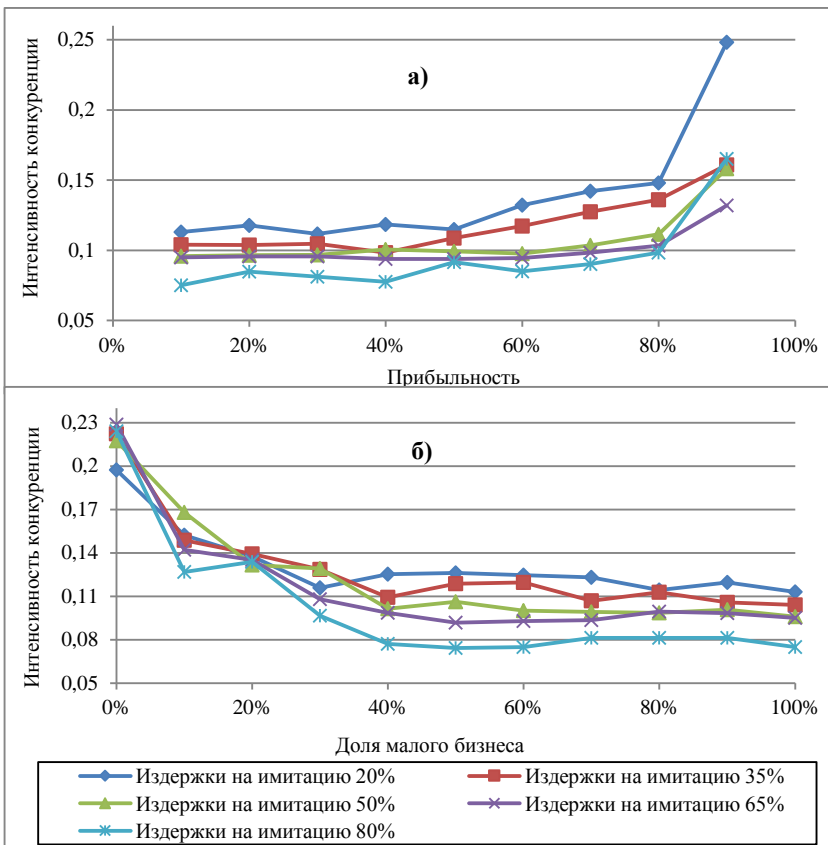 а)
Интенсивность конкуренции
0,25
0,2
0,15
0,1
0,05
0%
20%
40%
60%
80%
100%
Прибыльность
б)
Интенсивность конкуренции
0,23
0,2
0,17
0,14
0,11
0,08
0,05
0%
20%
40%
60%
80%
100%
Доля малого бизнеса
Издержки на имитацию 20%
Издержки на имитацию 35%
Издержки на имитацию 50%
Издержки на имитацию 65%
Издержки на имитацию 80%